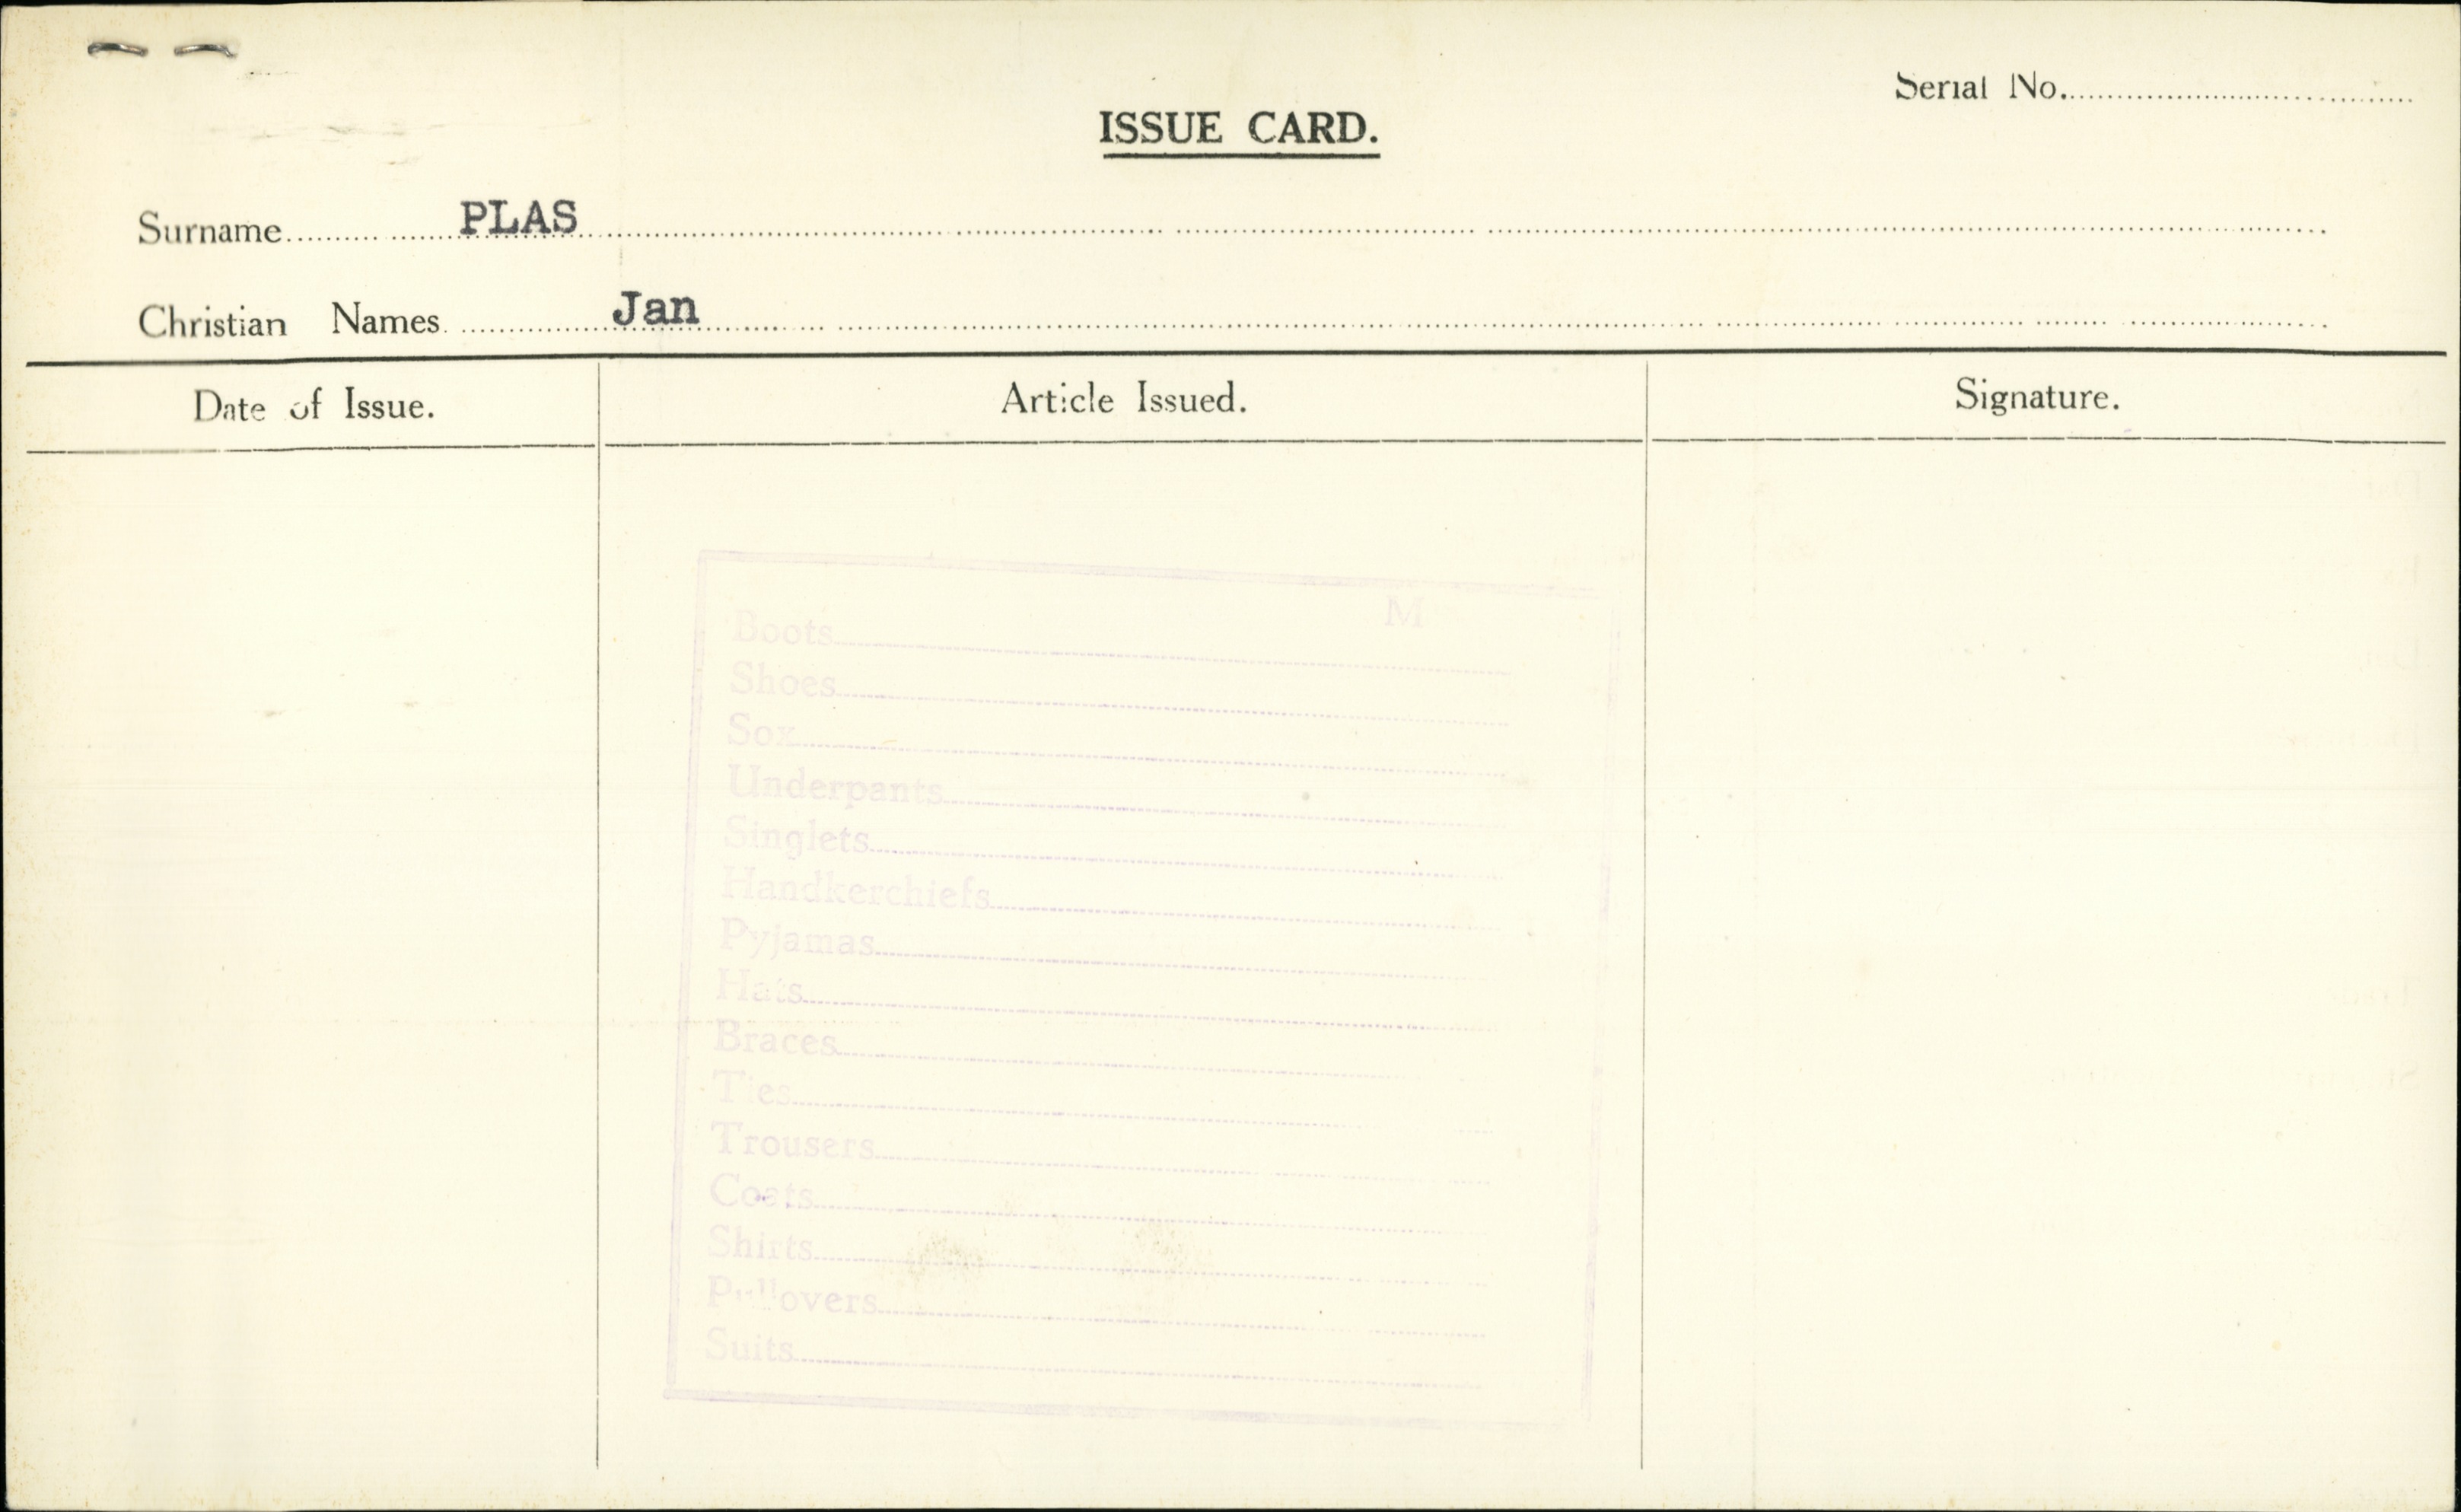 Serial No.
ISSUE CARD.
Surname PLAS
Christian Names Jan
Date of Issue. Article Issued. Signature.
M
Boots
Shoes
Sox
Underpants
Singlets
Handkerchiefs
Pyjamas
Hats
Braces
Ties
Trousers
Coats
Shirts
Pullovers
Suits